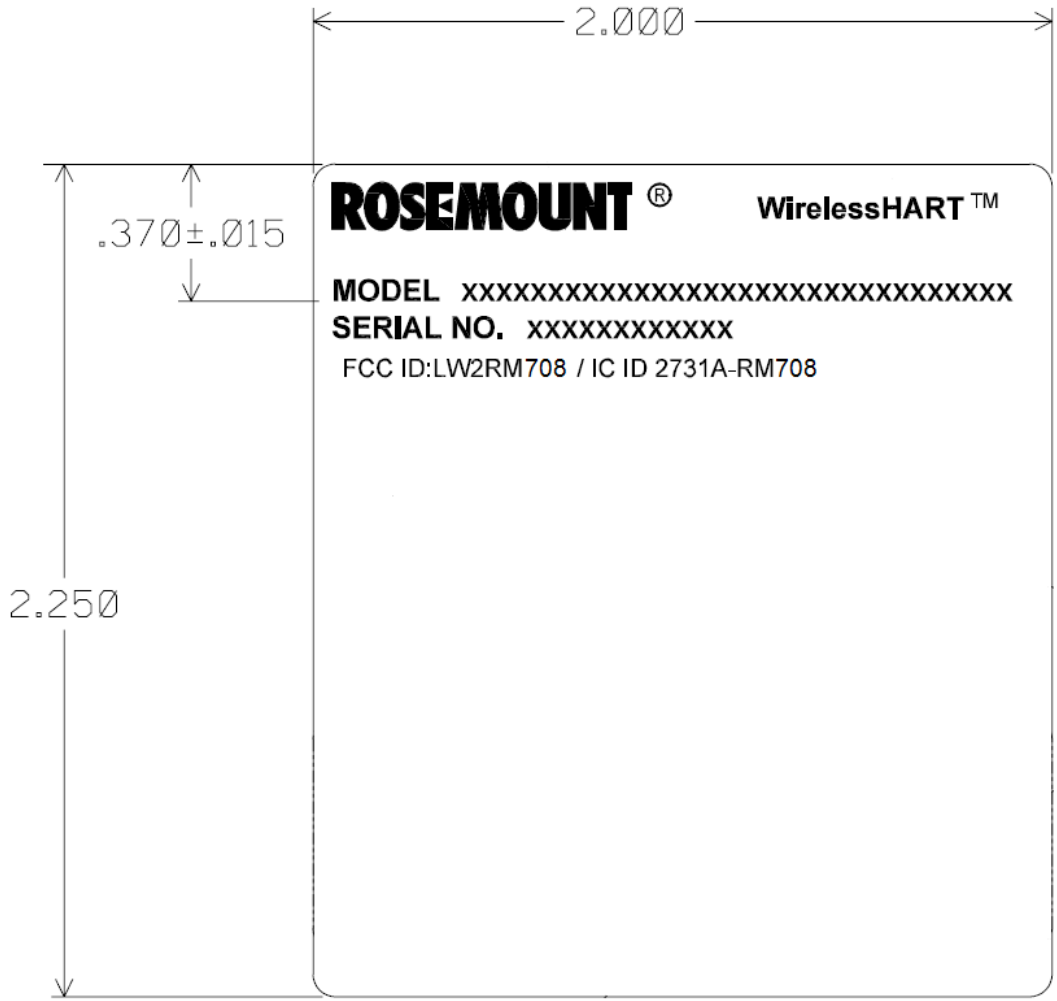 2.000
ROSEMOUNT ® WirelessHART ™
.370±.015
MODEL XXXXXXXXXXXXXXXXXXXXXXXXXXXXXXXX
SERIAL NO. XXXXXXXXXXXX
FCC ID:LW2RM708 / IC ID 2731A-RM708
2.250